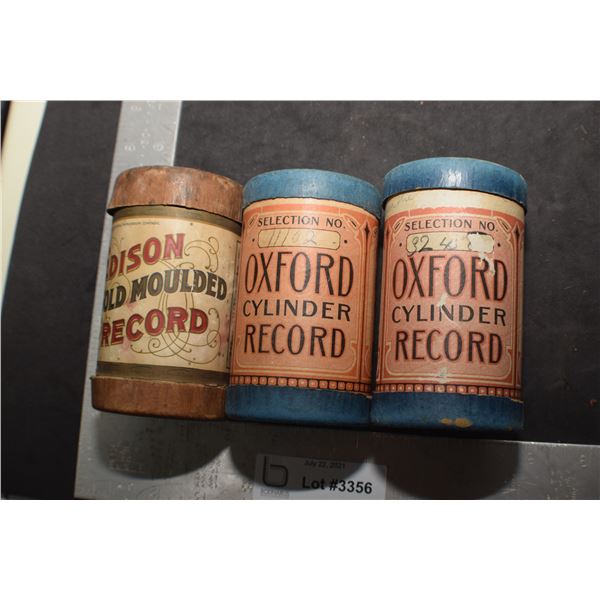 DISON
OLD MOULDED
RECORD
SELECTION NO.
11102
OXFORD
CYLINDER
RECORD
SELECTION NO.
OXFORD
CYLINDER
RECORD
July 22, 2021
b
Lot #3356